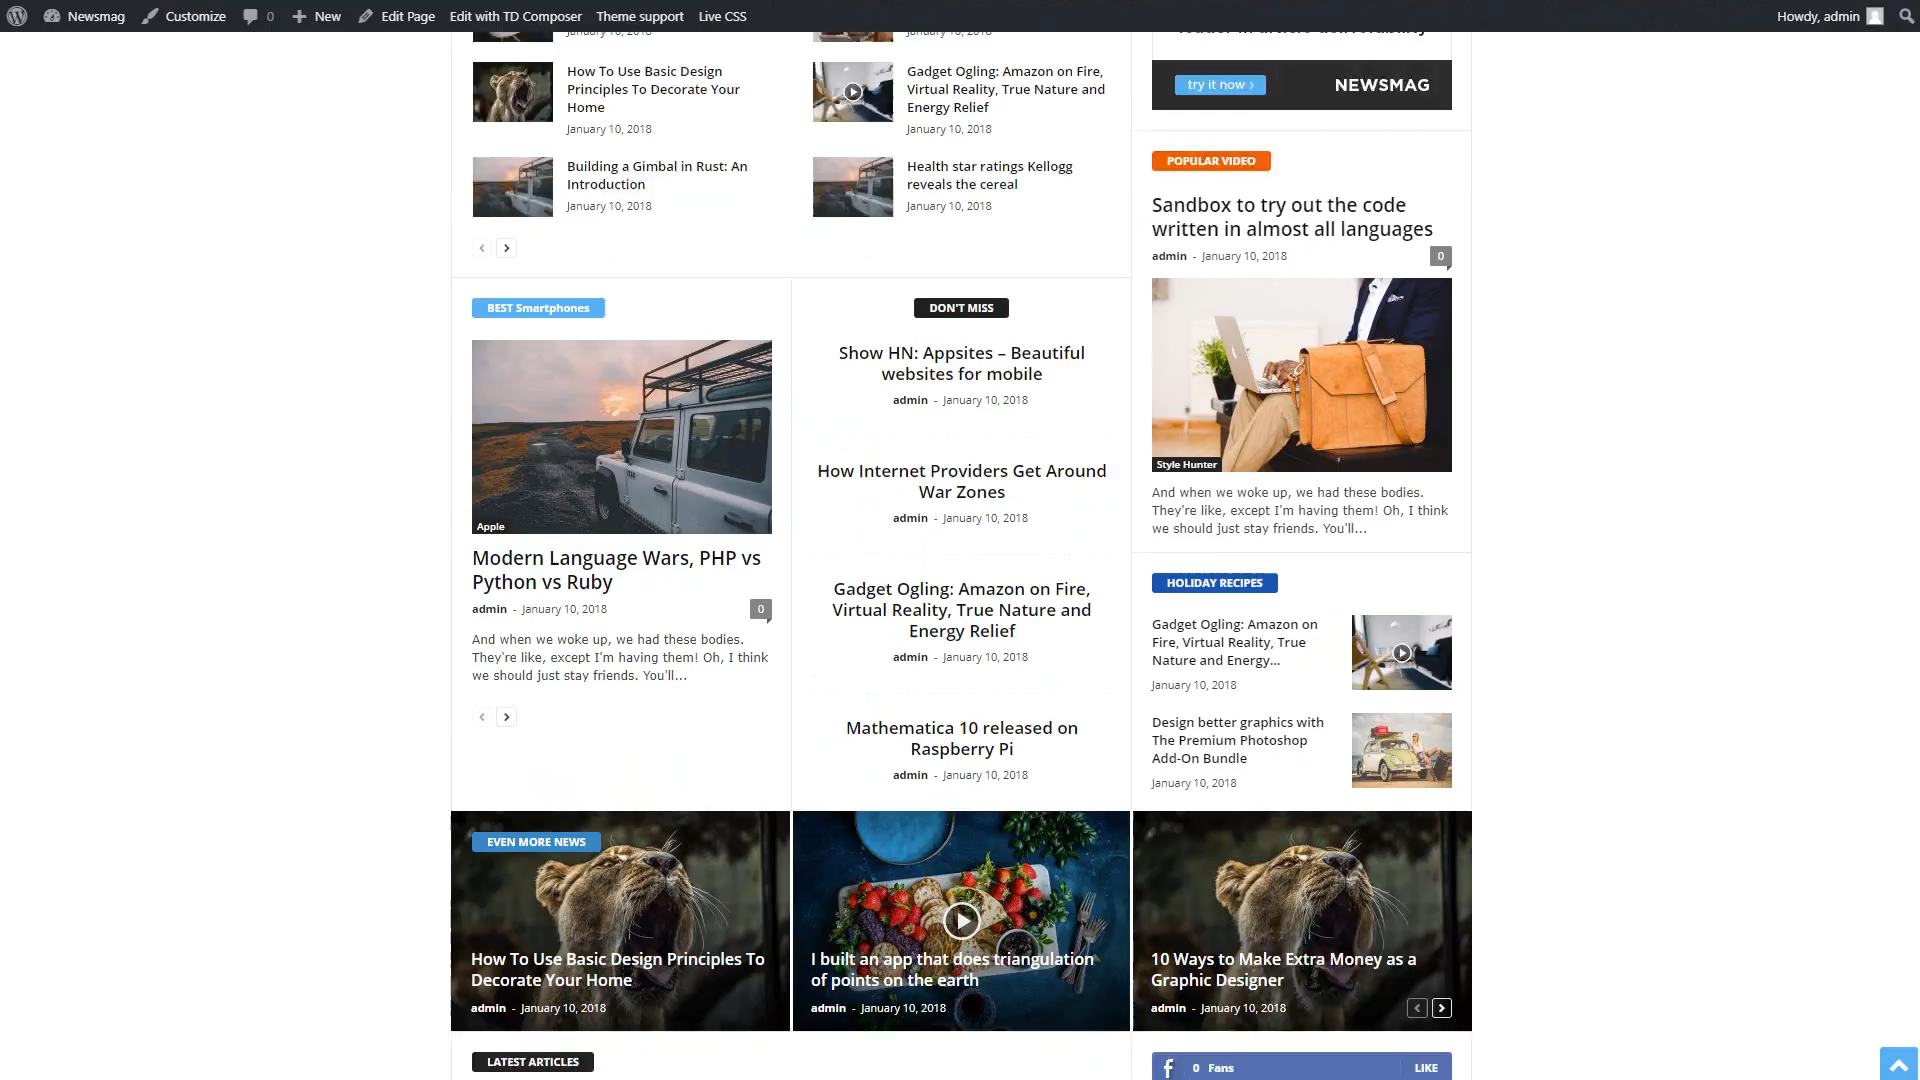 Newsmag Customize 0 New Edit Page Edit with TD Composer Theme support Live CSS Howdy, admin
January 10, 2018
How To Use Basic Design
Principles To Decorate Your
Home
January 10, 2018
Building a Gimbal in Rust: An
Introduction
January 10, 2018
January 10, 2018
Gadget Ogling: Amazon on Fire,
Virtual Reality, True Nature and
Energy Relief
January 10, 2018
Health star ratings Kellogg
reveals the cereal
January 10, 2018
try it now > NEWSMAG
POPULAR VIDEO
Sandbox to try out the code
written in almost all languages
admin - January 10, 2018 0
Style Hunter
And when we woke up, we had these bodies.
They're like, except I'm having them! Oh, I think
we should just stay friends. You'll...
BEST Smartphones
Apple
Modern Language Wars, PHP vs
Python vs Ruby
admin - January 10, 2018 0
And when we woke up, we had these bodies.
They're like, except I'm having them! Oh, I think
we should just stay friends. You'll...
DON'T MISS
Show HN: Appsites – Beautiful
websites for mobile
admin - January 10, 2018
How Internet Providers Get Around
War Zones
admin - January 10, 2018
Gadget Ogling: Amazon on Fire,
Virtual Reality, True Nature and
Energy Relief
admin - January 10, 2018
Mathematica 10 released on
Raspberry Pi
admin - January 10, 2018
HOLIDAY RECIPES
Gadget Ogling: Amazon on
Fire, Virtual Reality, True
Nature and Energy...
January 10, 2018
Design better graphics with
The Premium Photoshop
Add-On Bundle
January 10, 2018
EVEN MORE NEWS
How To Use Basic Design Principles To
Decorate Your Home
admin - January 10, 2018
I built an app that does triangulation
of points on the earth
admin - January 10, 2018
10 Ways to Make Extra Money as a
Graphic Designer
admin - January 10, 2018
LATEST ARTICLES
0 Fans LIKE